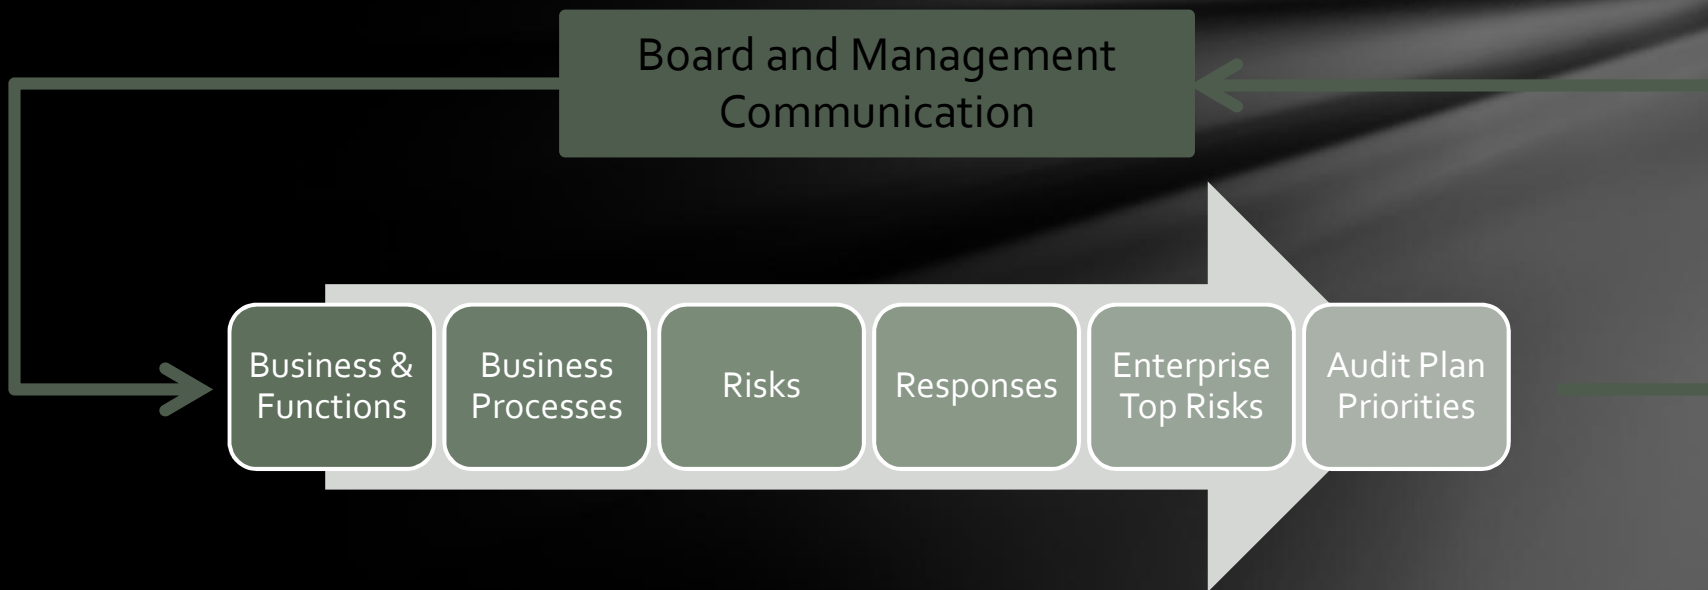 Board and Management
Communication
Business &
Functions
Business
Processes
Risks
Responses
Enterprise
Top Risks
Audit Plan
Priorities